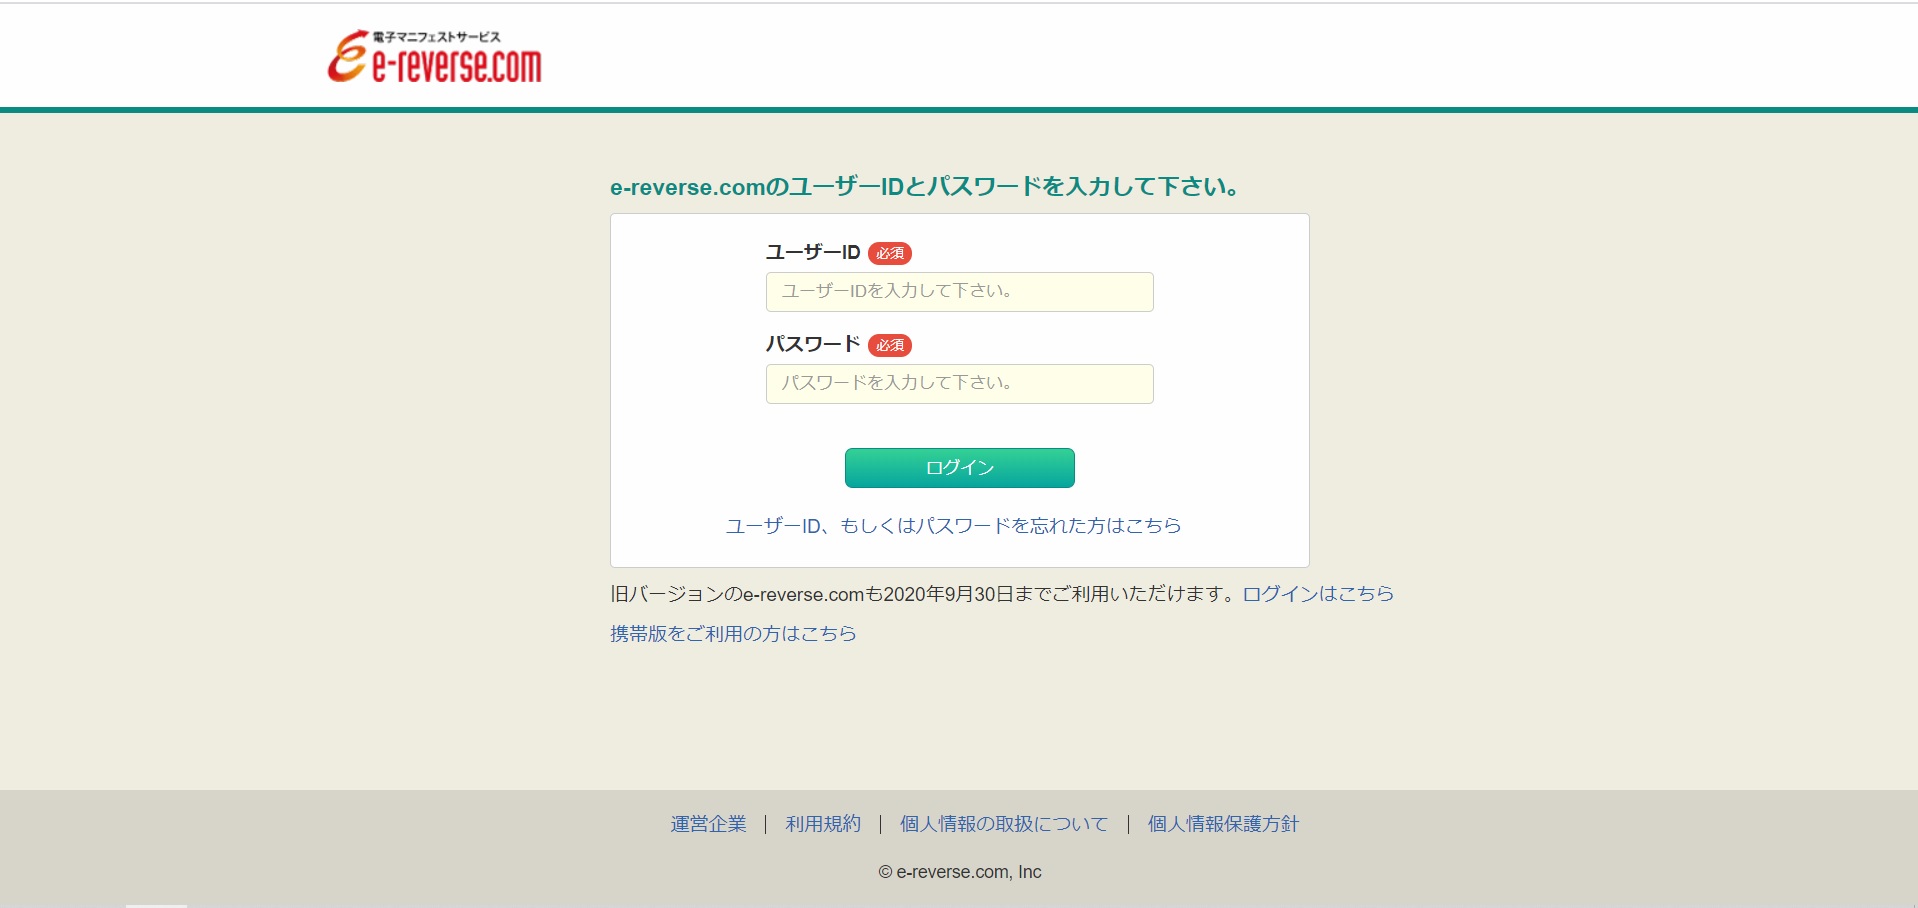 電子マニフェストサービス
e-reverse.com
e-reverse.comのユーザーIDとパスワードを入力して下さい。
ユーザーID 必須
ユーザーIDを入力して下さい。
パスワード 必須
パスワードを入力して下さい。
ログイン
ユーザーID、もしくはパスワードを忘れた方はこちら
旧バージョンのe-reverse.comも2020年9月30日までご利用いただけます。ログインはこちら
携帯版をご利用の方はこちら
運営企業 | 利用規約 | 個人情報の取扱について | 個人情報保護方針
© e-reverse.com, Inc